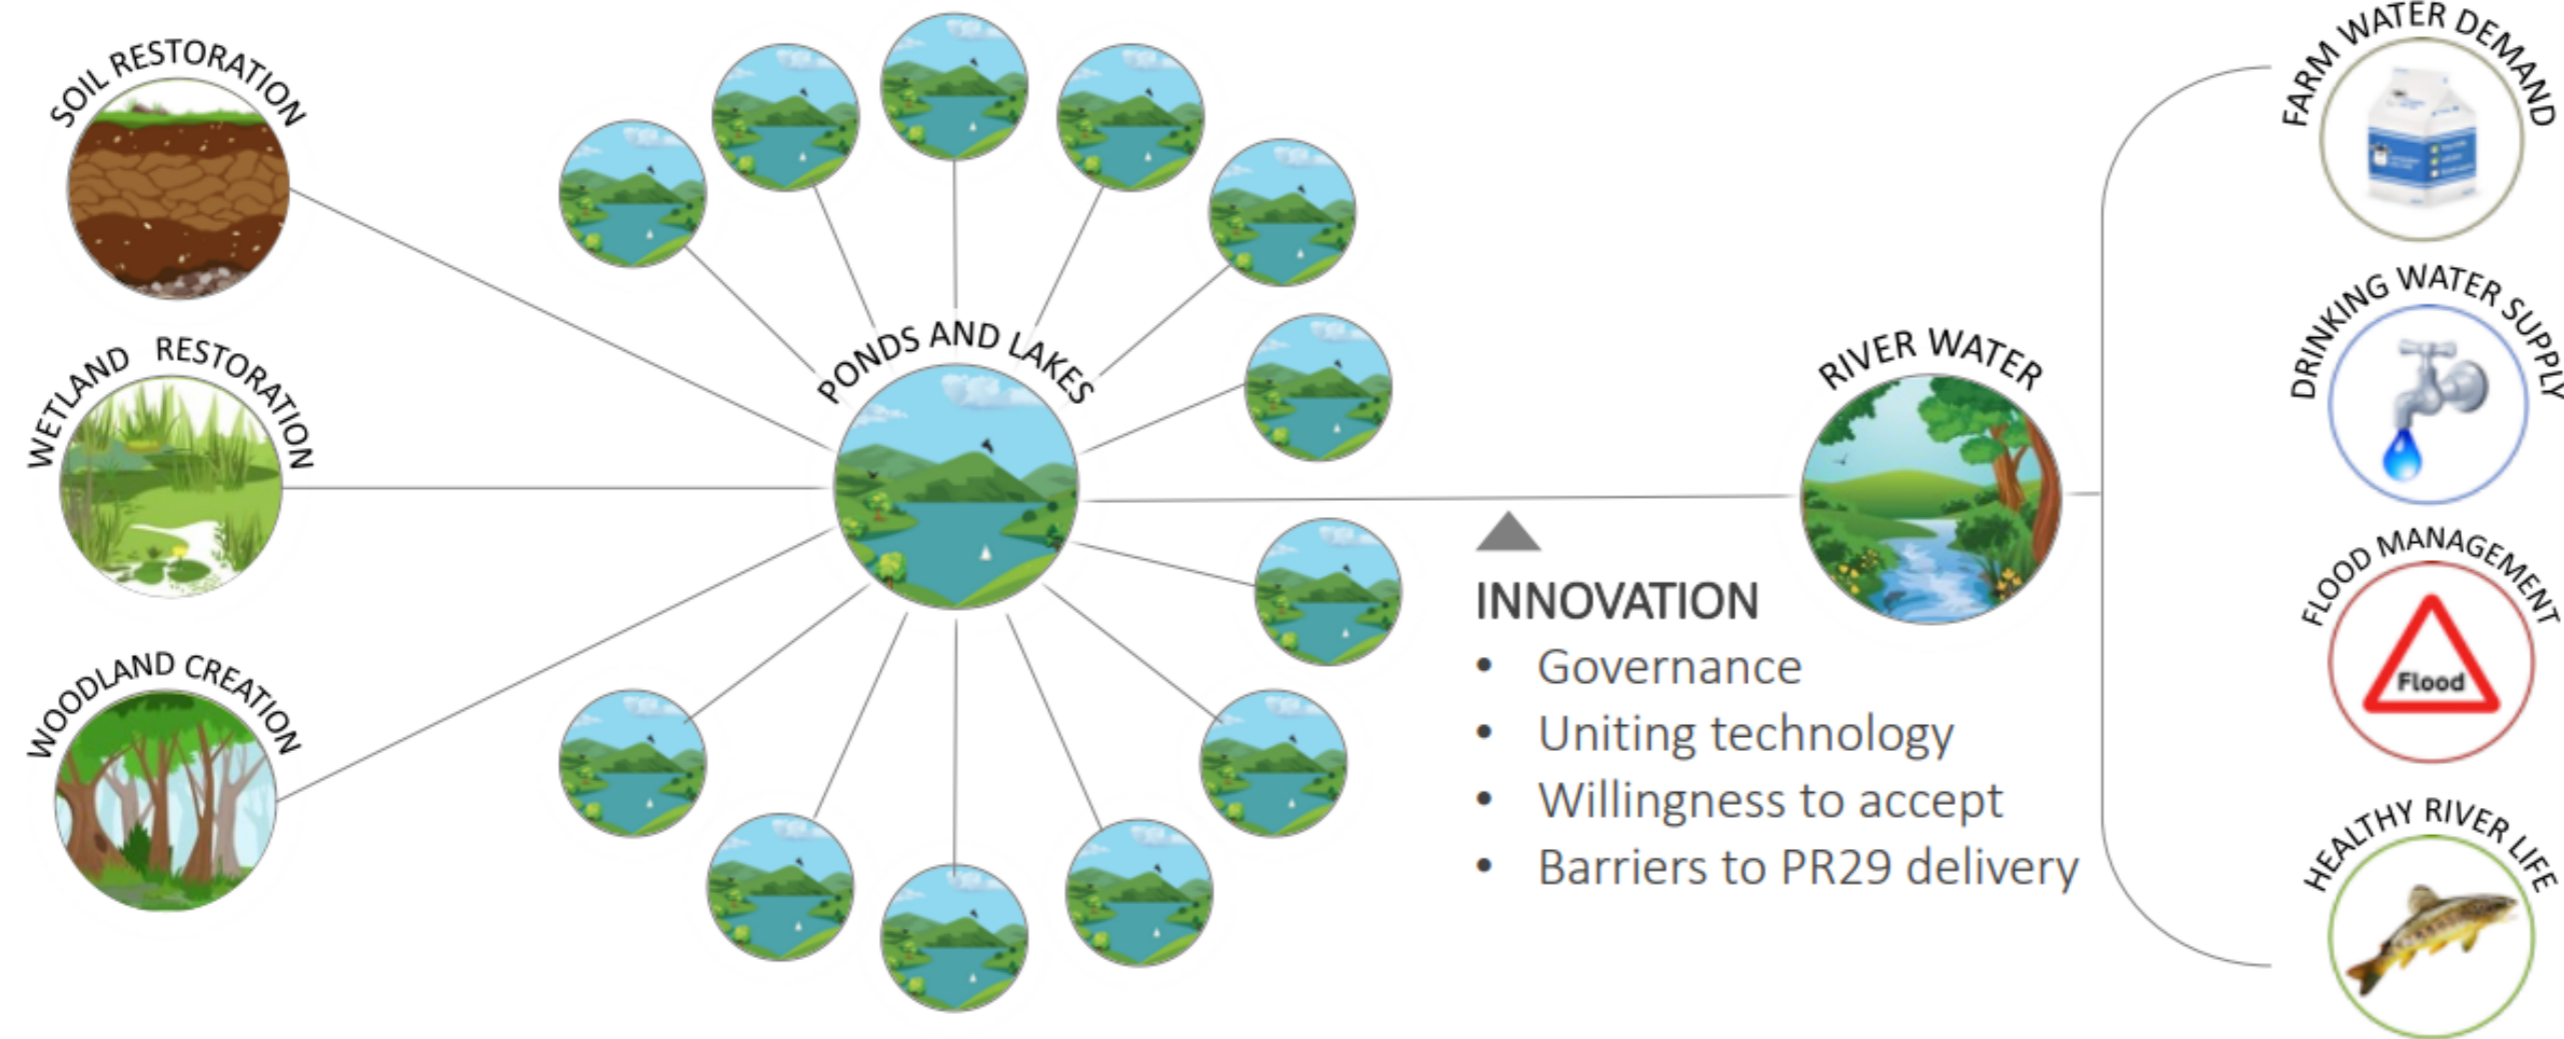 SOIL RESTORATION
WETLAND RESTORATION
WOODLAND CREATION
PONDS AND LAKES
INNOVATION
• Governance
• Uniting technology
• Willingness to accept
• Barriers to PR29 delivery
RIVER WATER
FARM WATER DEMAND
DRINKING WATER SUPPLY
FLOOD MANAGEMENT
Flood
HEALTHY RIVER LIFE